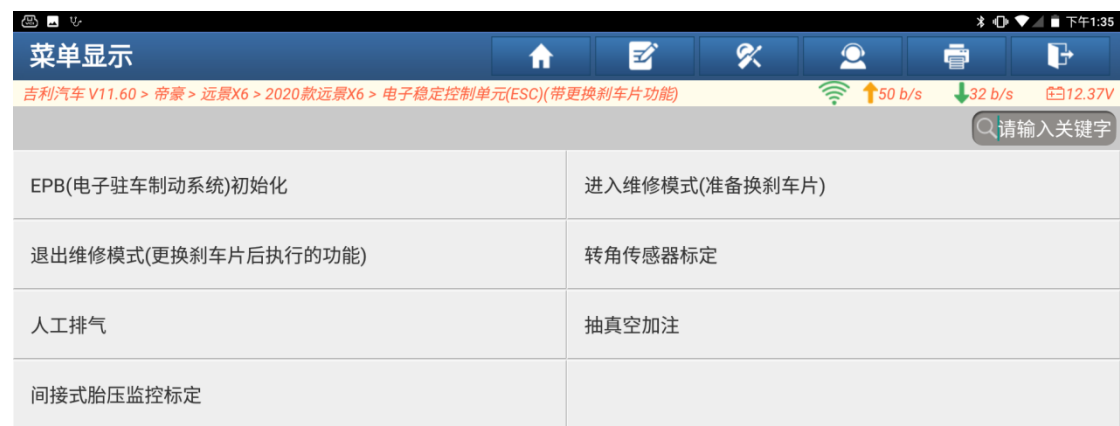 下午1:35
菜单显示
吉利汽车 V11.60 > 帝豪 > 远景X6 > 2020款远景X6 > 电子稳定控制单元(ESC)(带更换刹车片功能) 50 b/s 32 b/s 12.37V
请输入关键字
EPB(电子驻车制动系统)初始化 进入维修模式(准备换刹车片)
退出维修模式(更换刹车片后执行的功能) 转角传感器标定
人工排气 抽真空加注
间接式胎压监控标定